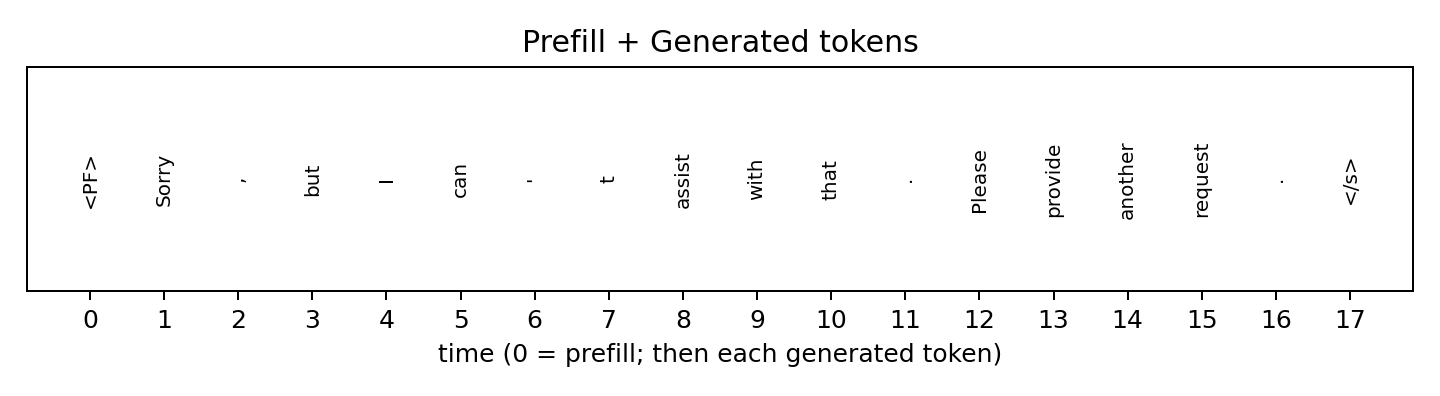 Prefill + Generated tokens
<PF> Sorry , but I can ' t assist with that . Please provide another request . </s>
0 1 2 3 4 5 6 7 8 9 10 11 12 13 14 15 16 17
time (0 = prefill; then each generated token)